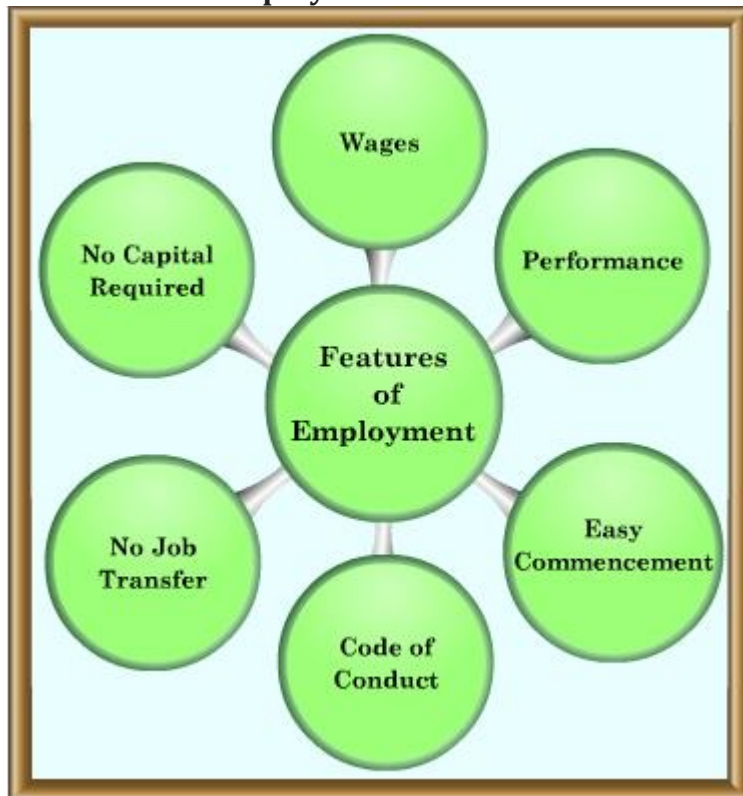 Wages
Performance
Easy
Commencement
Code of
Conduct
No Job
Transfer
No Capital
Required
Features
of
Employment